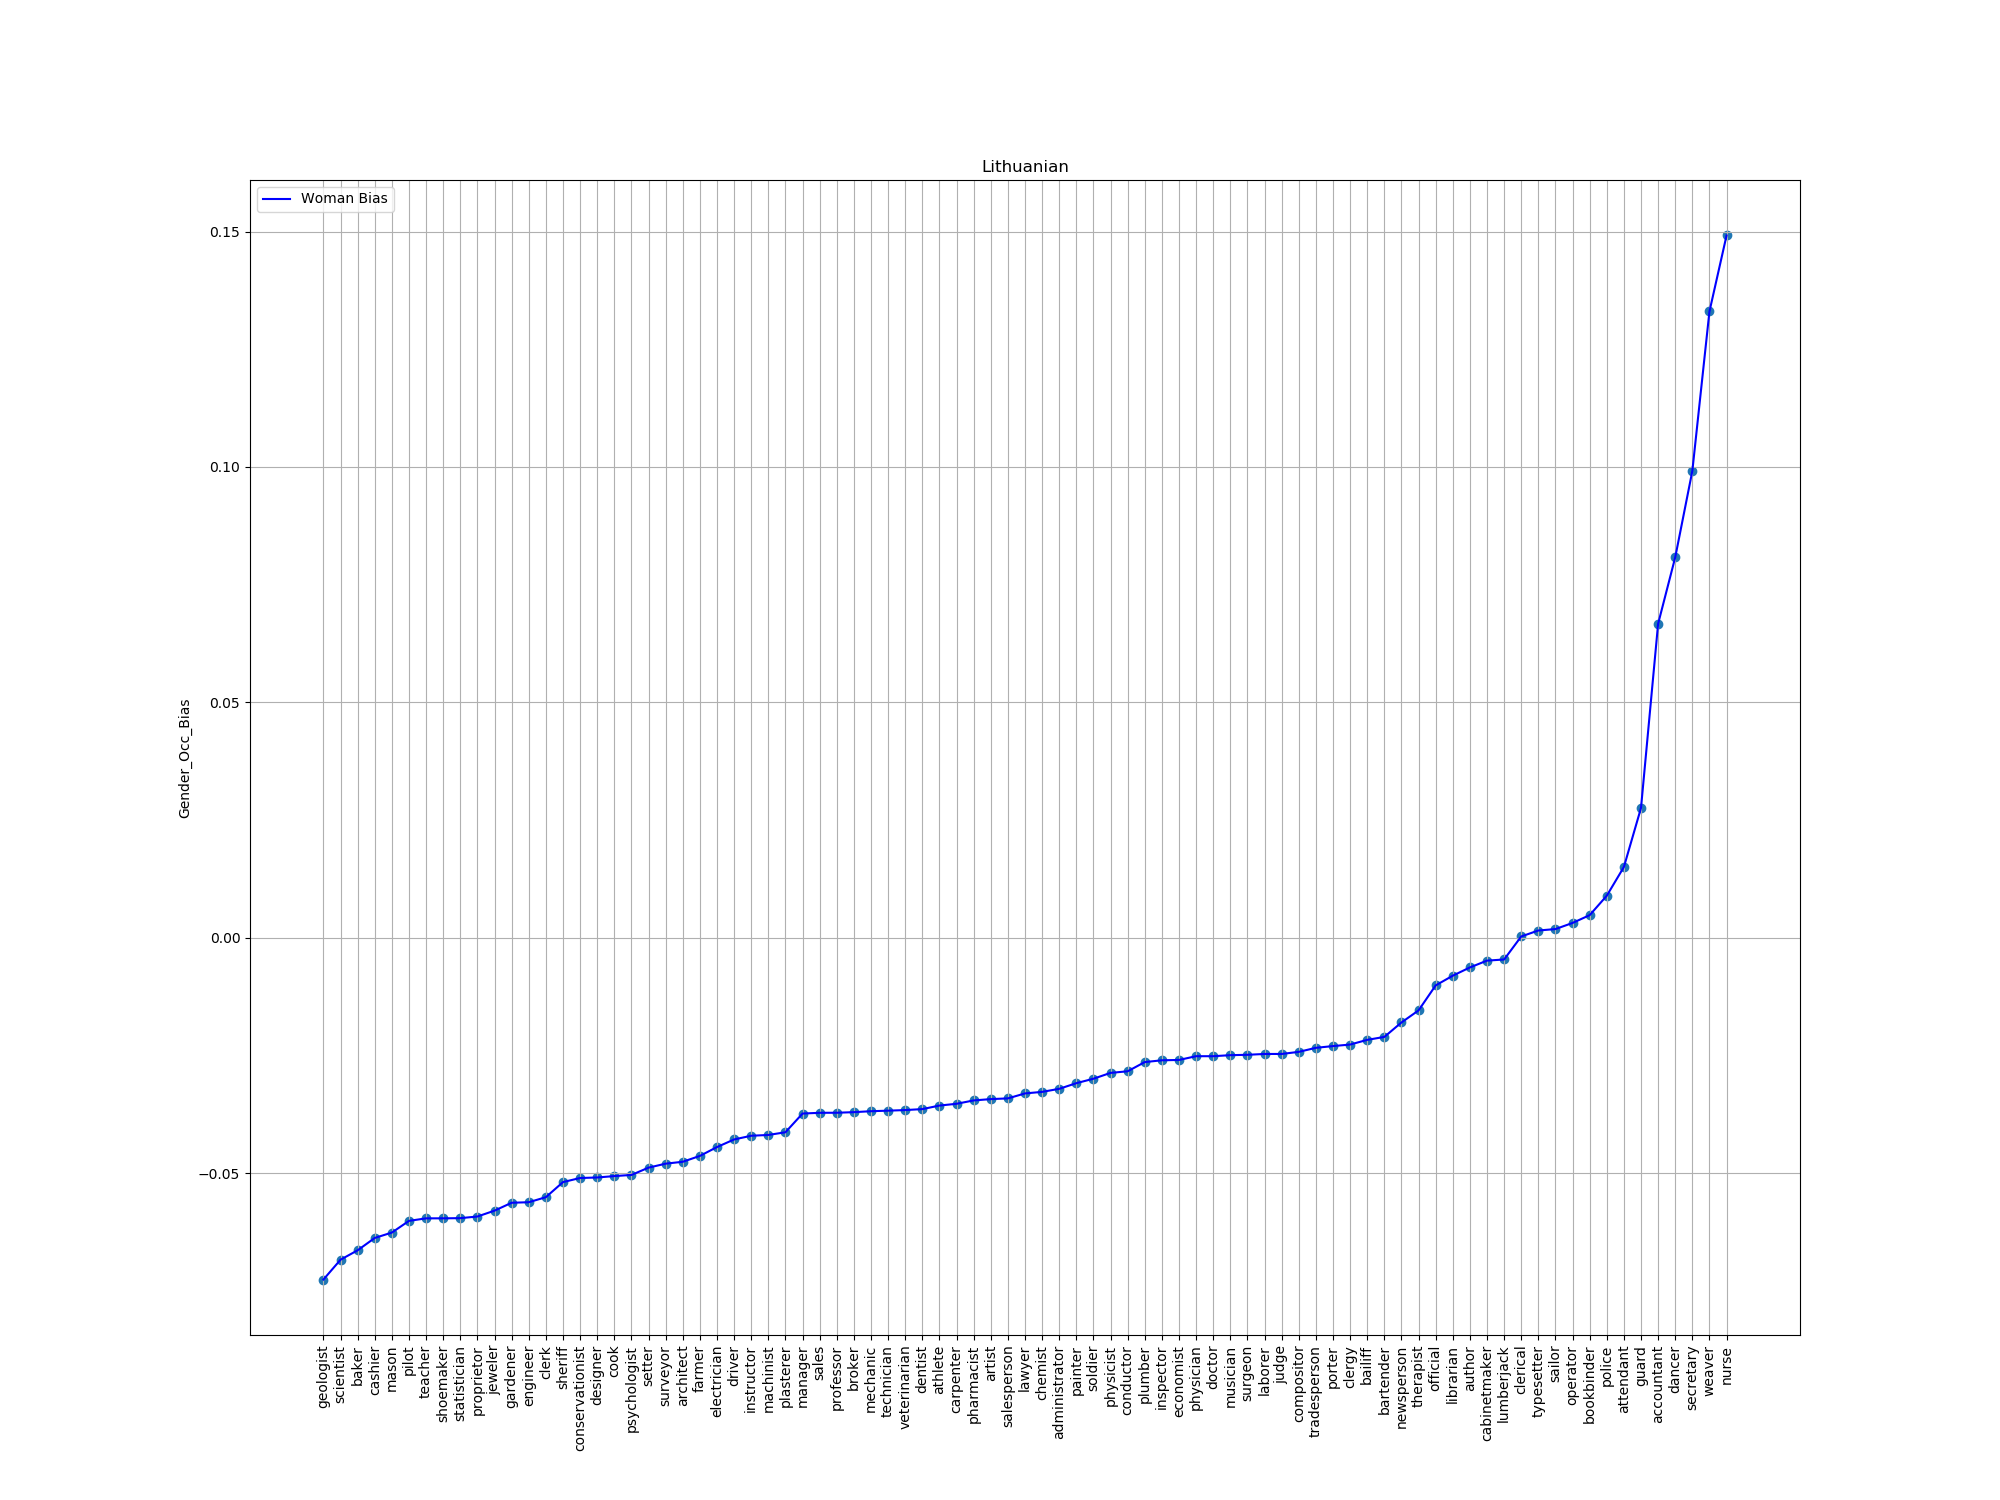 Lithuanian
Woman Bias
0.15
0.10
0.05
0.00
−0.05
Gender_Occ_Bias
geologist
scientist
baker
cashier
mason
pilot
teacher
shoemaker
statistician
proprietor
jeweler
gardener
engineer
clerk
sheriff
conservationist
designer
cook
psychologist
setter
surveyor
architect
farmer
electrician
driver
instructor
machinist
plasterer
manager
sales
professor
broker
mechanic
technician
veterinarian
dentist
athlete
carpenter
pharmacist
artist
salesperson
lawyer
chemist
administrator
painter
soldier
physicist
conductor
plumber
inspector
economist
physician
doctor
musician
surgeon
laborer
judge
compositor
tradesperson
porter
clergy
bailiff
bartender
newsperson
therapist
official
librarian
author
cabinetmaker
lumberjack
clerical
typesetter
sailor
operator
bookbinder
police
attendant
guard
accountant
dancer
secretary
weaver
nurse